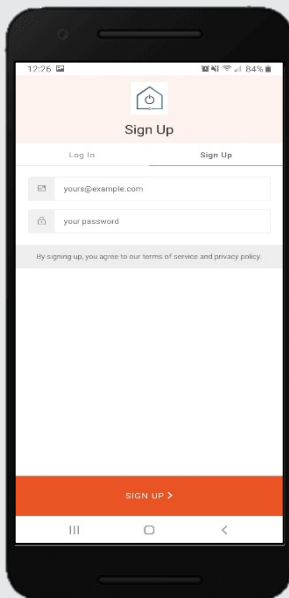 12:26 84%
Sign Up
Log In Sign Up
yours@example.com
your password
By signing up, you agree to our terms of service and privacy policy.
SIGN UP >